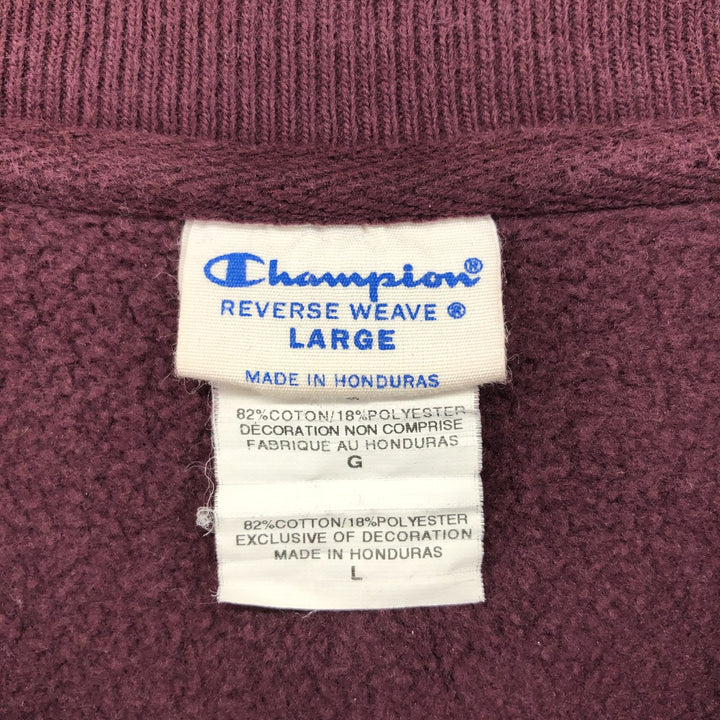 Champion®
REVERSE WEAVE ®
LARGE
MADE IN HONDURAS
82%COTON/18%POLYESTER
DÉCORATION NON COMPRISE
FABRIQUE AU HONDURAS
G
82%COTTON/18%POLYESTER
EXCLUSIVE OF DECORATION
MADE IN HONDURAS
L